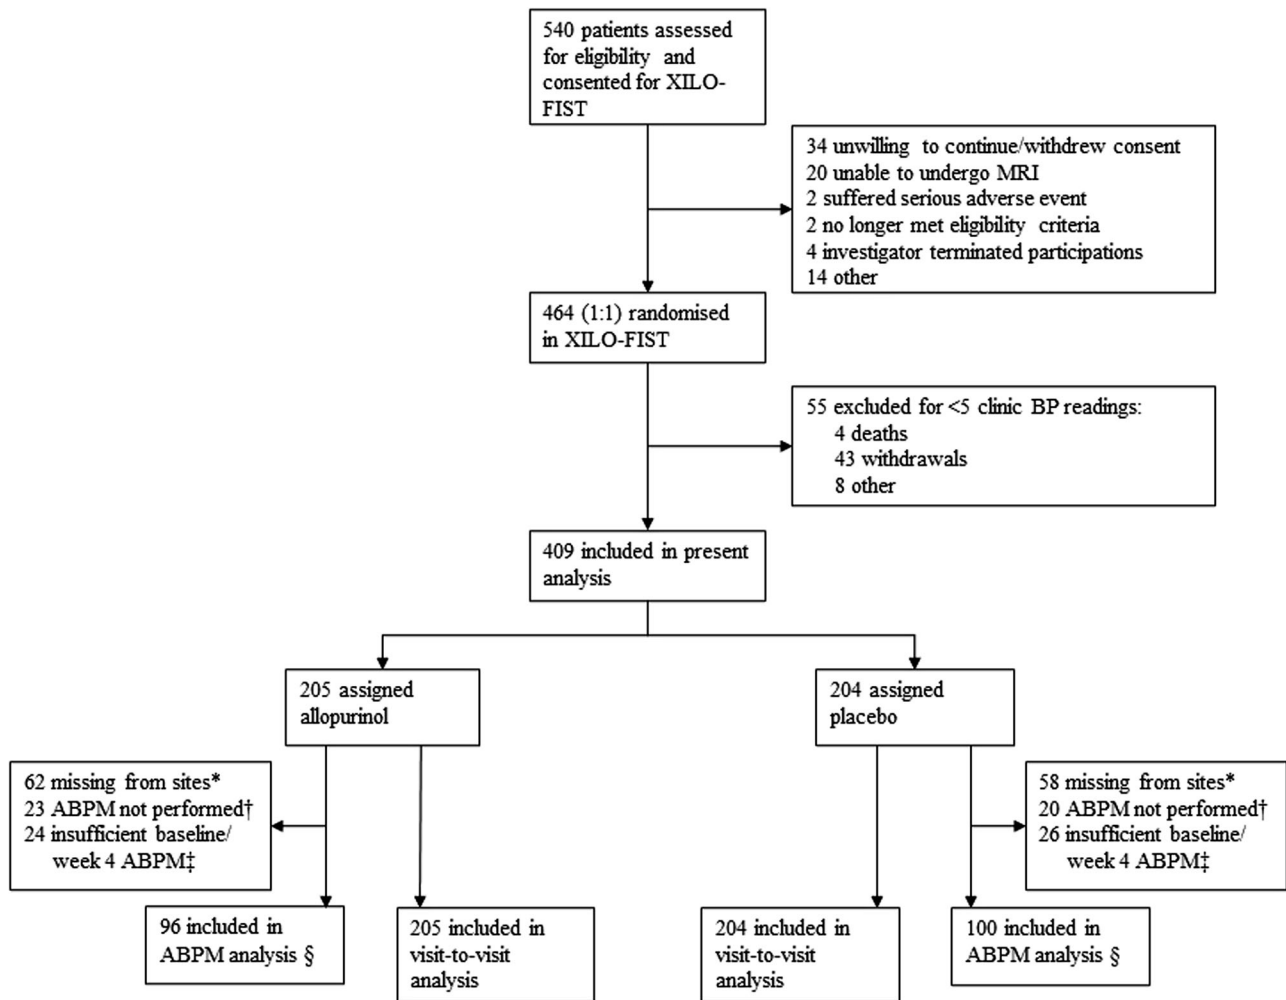 540 patients assessed
for eligibility and
consented for XILO-
FIST
34 unwilling to continue/withdrew consent
20 unable to undergo MRI
2 suffered serious adverse event
2 no longer met eligibility criteria
4 investigator terminated participations
14 other
464 (1:1) randomised
in XILO-FIST
55 excluded for <5 clinic BP readings:
4 deaths
43 withdrawals
8 other
409 included in present
analysis
205 assigned
allopurinol
204 assigned
placebo
62 missing from sites*
23 ABPM not performed†
24 insufficient baseline/
week 4 ABPM‡
58 missing from sites*
20 ABPM not performed†
26 insufficient baseline/
week 4 ABPM‡
96 included in
ABPM analysis §
205 included in
visit-to-visit
analysis
204 included in
visit-to-visit
analysis
100 included in
ABPM analysis §